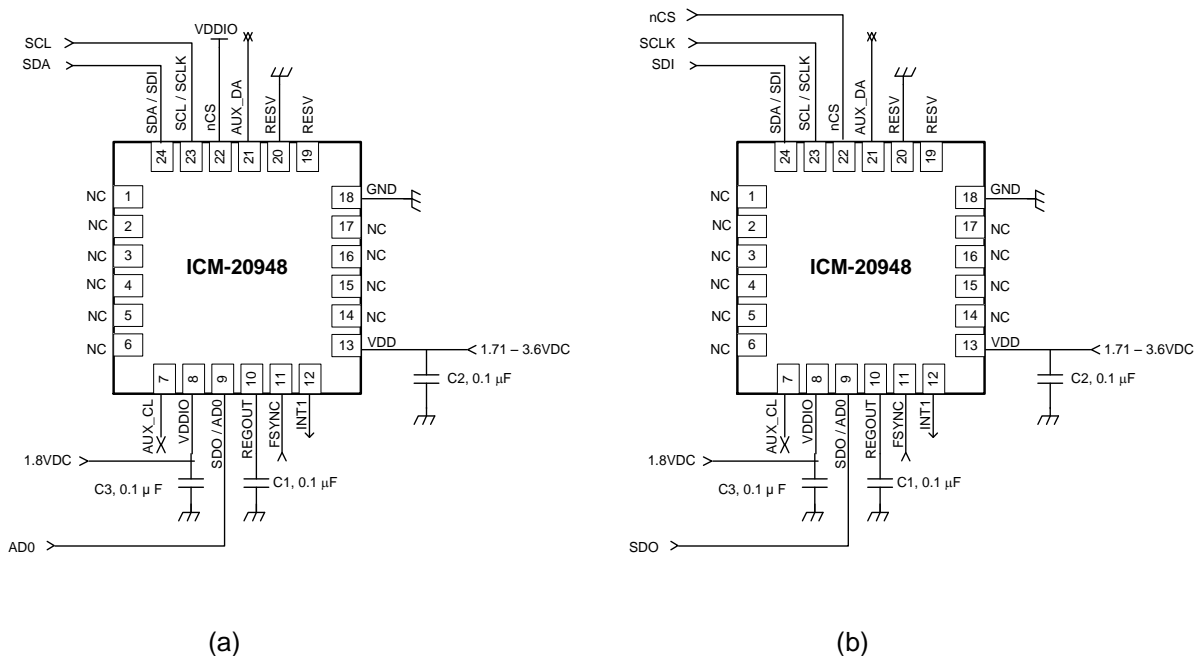 VDDIO
SCL
SDA
SDA / SDI
SCL / SCLK
nCS
AUX_DA
RESV
RESV
24
23
22
21
20
19
NC 1
NC 2
NC 3
NC 4
NC 5
NC 6
18 GND
17 NC
16 NC
15 NC
14 NC
13 VDD
ICM-20948
1.71 – 3.6VDC
C2, 0.1 µF
7
8
9
10
11
12
AUX_CL
VDDIO
SDO / AD0
REGOUT
FSYNC
INT1
1.8VDC
C3, 0.1 µ F
C1, 0.1 µF
AD0
(a)
nCS
SCLK
SDI
SDA / SDI
SCL / SCLK
nCS
AUX_DA
RESV
RESV
24
23
22
21
20
19
NC 1
NC 2
NC 3
NC 4
NC 5
NC 6
18 GND
17 NC
16 NC
15 NC
14 NC
13 VDD
ICM-20948
1.71 – 3.6VDC
C2, 0.1 µF
7
8
9
10
11
12
AUX_CL
VDDIO
SDO / AD0
REGOUT
FSYNC
INT1
1.8VDC
C3, 0.1 µ F
C1, 0.1 µF
SDO
(b)